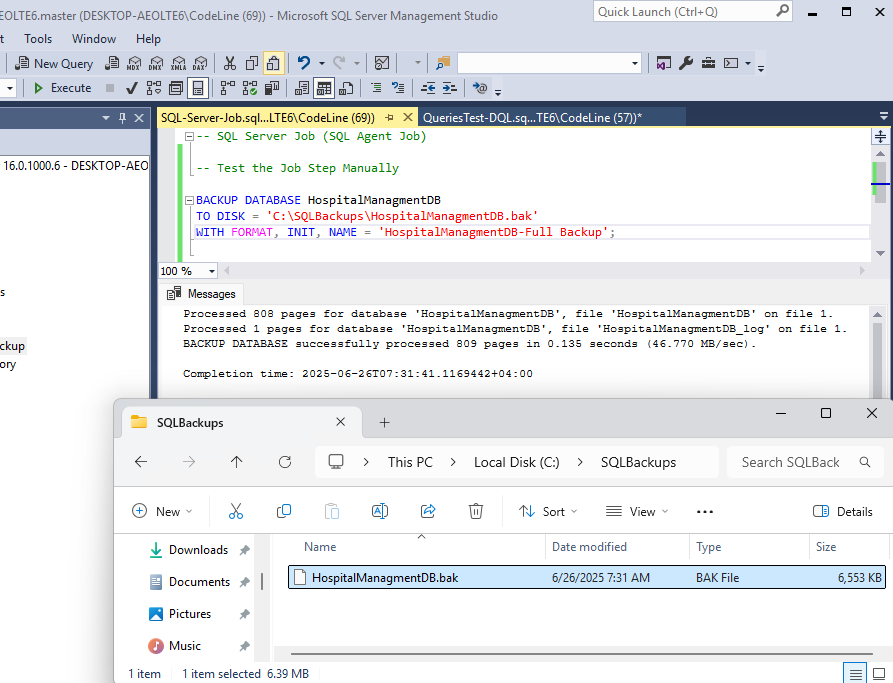 EOLTE6.master (DESKTOP-AEOLTE6\CodeLine (69)) - Microsoft SQL Server Management Studio
Quick Launch (Ctrl+Q)
t Tools Window Help
New Query MDX DMX XMLA DAX
Execute
SQL-Server-Job.sql...LTE6\CodeLine (69)) QueriesTest-DQL.sq...TE6\CodeLine (57))*
16.0.1000.6 - DESKTOP-AEO
s
ckup
ory
-- SQL Server Job (SQL Agent Job)
-- Test the Job Step Manually
BACKUP DATABASE HospitalManagmentDB
TO DISK = 'C:\SQLBackups\HospitalManagmentDB.bak'
WITH FORMAT, INIT, NAME = 'HospitalManagmentDB-Full Backup';
100 %
Messages
Processed 808 pages for database 'HospitalManagmentDB', file 'HospitalManagmentDB' on file 1.
Processed 1 pages for database 'HospitalManagmentDB', file 'HospitalManagmentDB_log' on file 1.
BACKUP DATABASE successfully processed 809 pages in 0.135 seconds (46.770 MB/sec).
Completion time: 2025-06-26T07:31:41.1169442+04:00
SQLBackups
This PC > Local Disk (C:) > SQLBackups
Search SQLBack
New Sort View Details
Downloads
Documents
Pictures
Music
Name Date modified Type Size
HospitalManagmentDB.bak 6/26/2025 7:31 AM BAK File 6,553 KB
1 item 1 item selected 6.39 MB